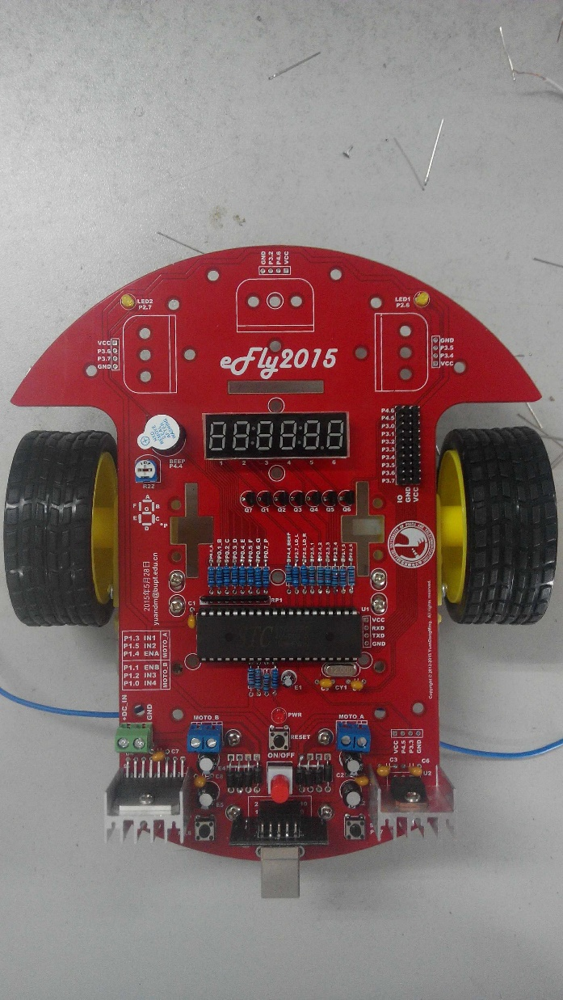 GND
P3.2
P4.6
VCC
LED2
P2.7
LED1
P2.6
VCC
P3.6
P3.7
GND
GND
P3.5
P3.4
VCC
eFly2015
1 2 3 4 5 6
BEEP
P4.4
R22
P4.6
P4.5
P3.0
P3.1
P3.2
P3.3
P3.4
P3.5
P3.6
P3.7
IO
GND
VCC
Q7 Q1 Q2 Q3 Q4 Q5 Q6
A
F B
G
E C
D
P
P0.1_B
P0.2_C
P0.3_D
P0.4_E
P0.5_F
P0.6_G
P0.7_P
P4.4_BEEP
2015年5月28日
yuandm@bupt.edu.cn
C1
RP1
U1
VCC
RXD
TXD
GND
P1.3 IN1
P1.5 IN2
P1.4 ENA
MOTO_A
P1.1 ENB
P1.2 IN3
P1.0 IN4
MOTO_B
E1
C5
CY1
Copyright © 2012-2015 YuanDongMing. All rights reserved.
+DC_IN
GND
MOTO_B
PWR
MOTO_A
RESET
ON/OFF
VCC
P4.5
P3.3
GND
C7
C3
C6
U2
E5